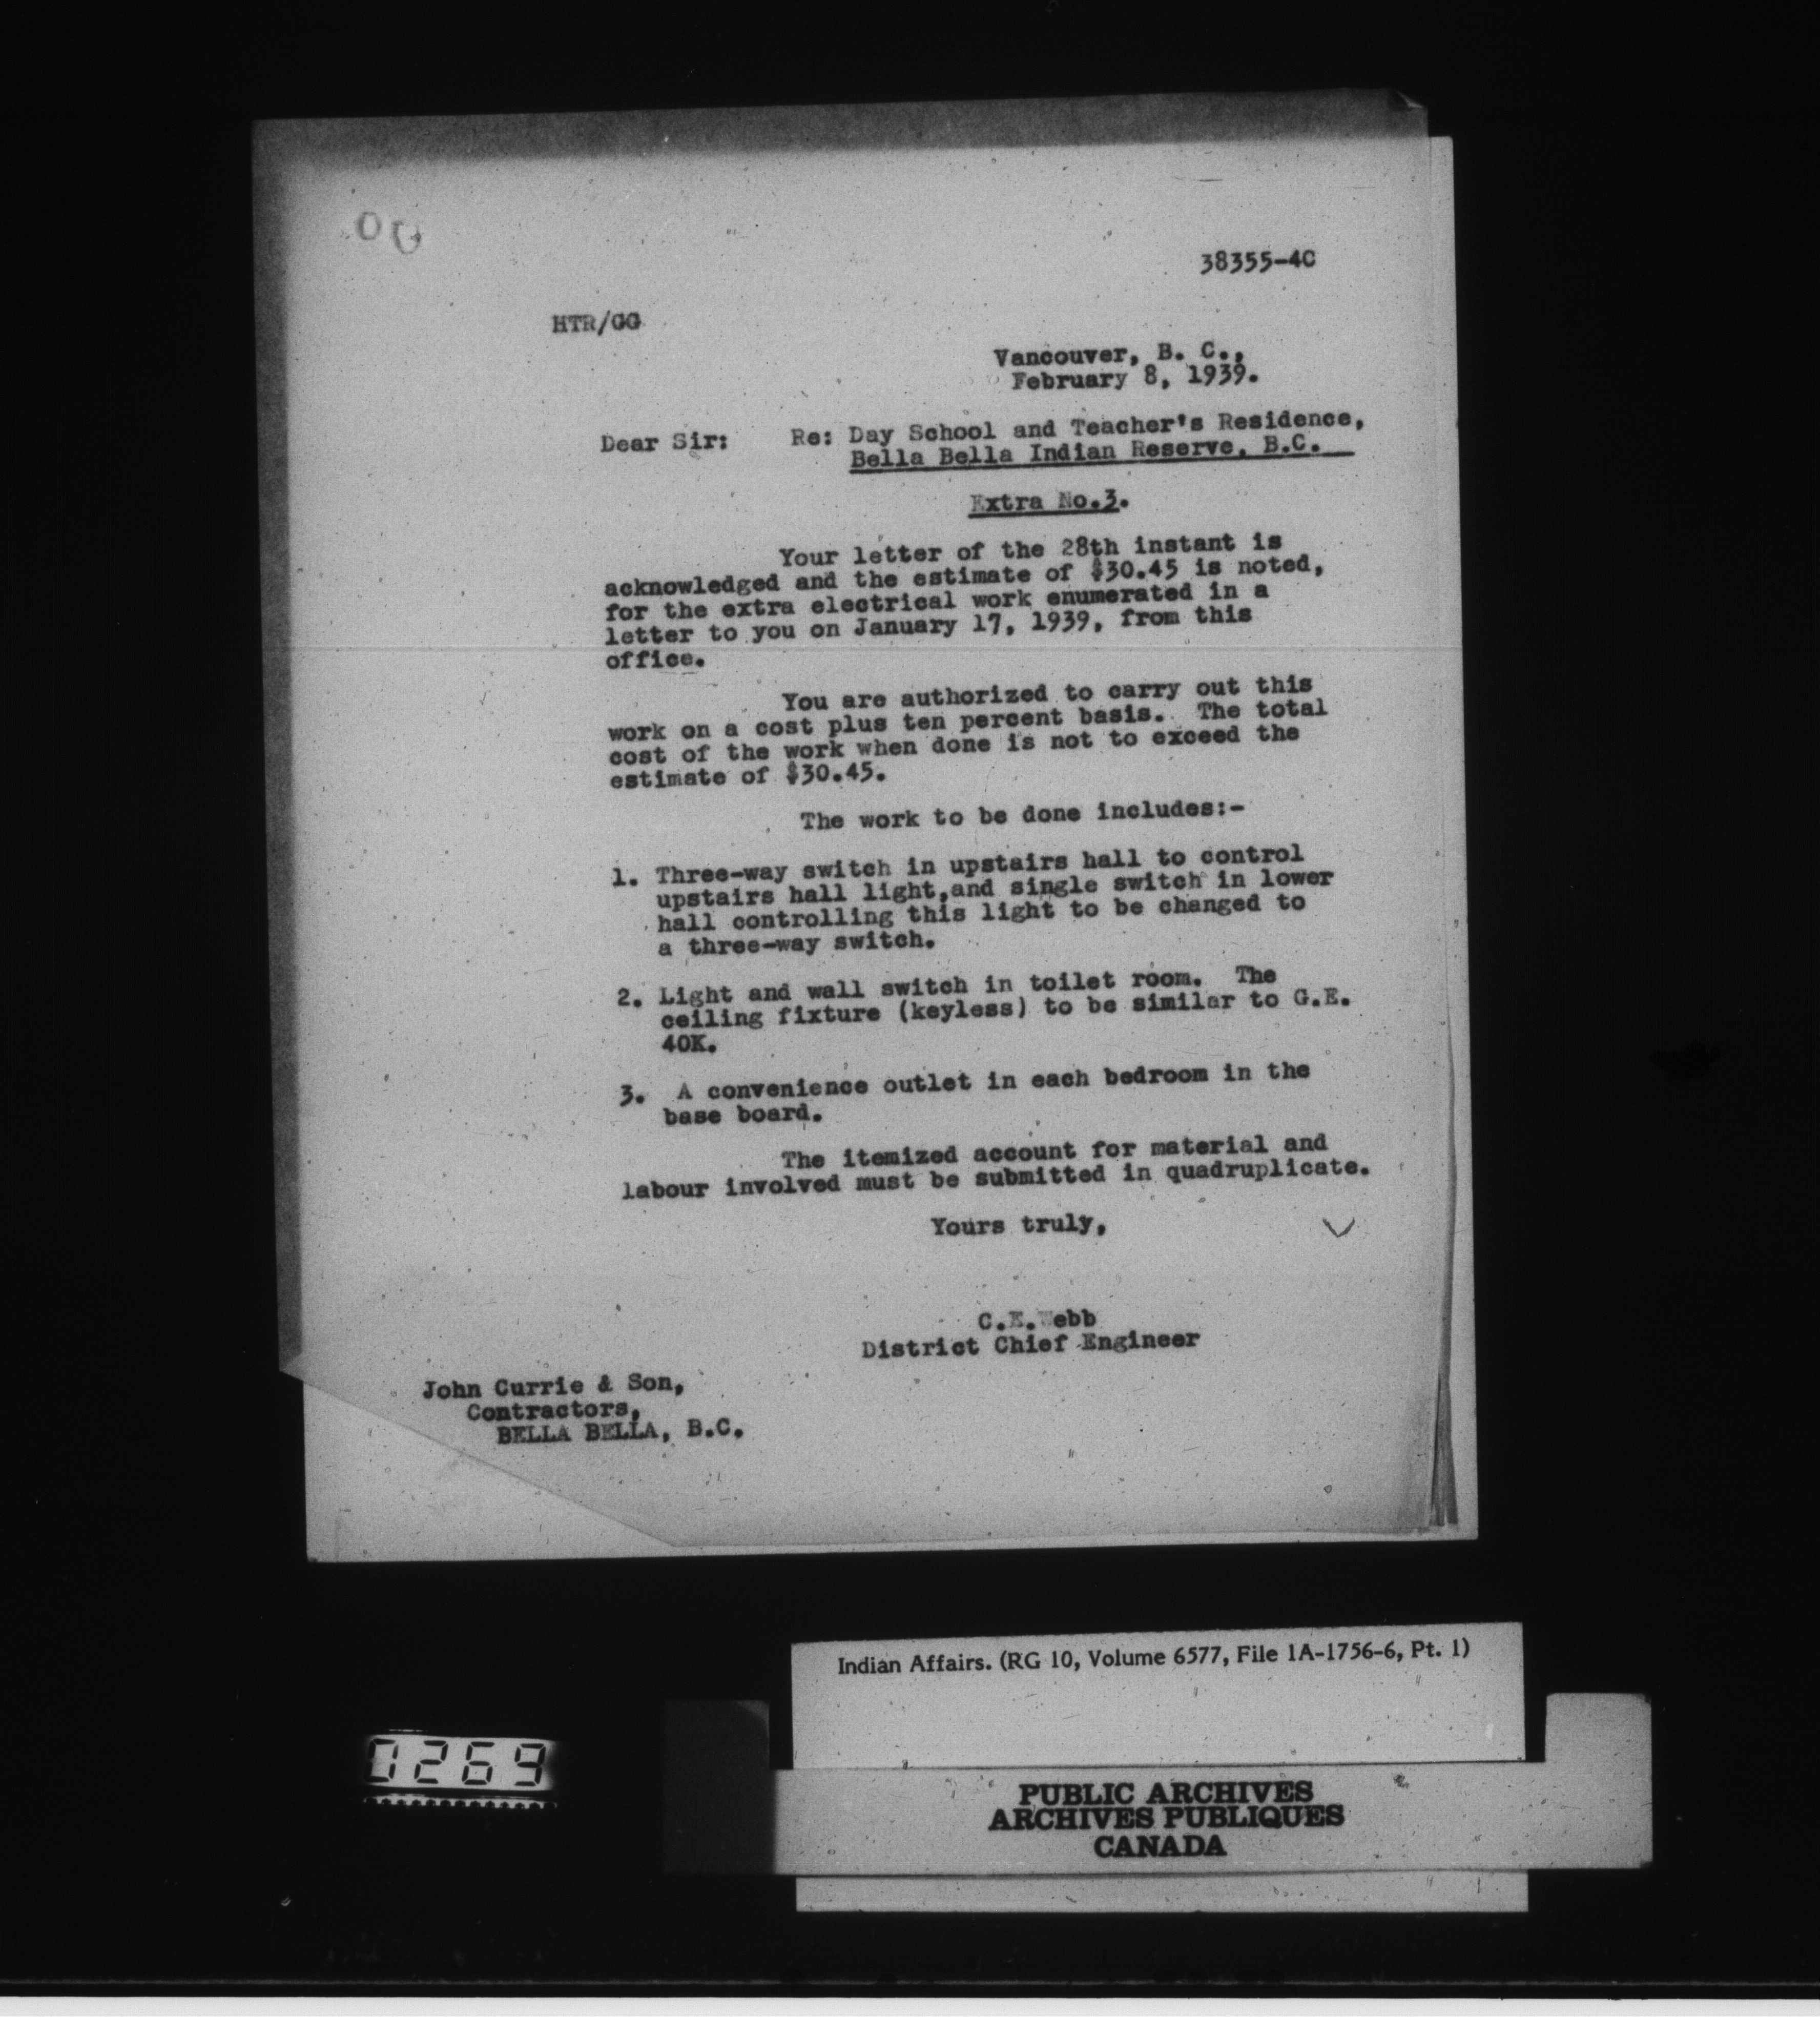 38355-4C
HTR/GG
Vancouver, B. C.,
February 8, 1939.
Dear Sir: Re: Day School and Teacher's Residence,
Bella Bella Indian Reserve, B.C.
Extra No.3.
Your letter of the 28th instant is
acknowledged and the estimate of $30.45 is noted,
for the extra electrical work enumerated in a
letter to you on January 17, 1939, from this
office.
You are authorized to carry out this
work on a cost plus ten percent basis. The total
cost of the work when done is not to exceed the
estimate of $30.45.
The work to be done includes:-
1. Three-way switch in upstairs hall to control
upstairs hall light,and single switch in lower
hall controlling this light to be changed to
a three-way switch.
2. Light and wall switch in toilet room. The
ceiling fixture (keyless) to be similar to G.E.
40K.
3. A convenience outlet in each bedroom in the
base board.
The itemized account for material and
labour involved must be submitted in quadruplicate.
Yours truly,
C.E.Webb
District Chief Engineer
John Currie & Son,
Contractors,
BELLA BELLA, B.C.
Indian Affairs. (RG 10, Volume 6577, File 1A-1756-6, Pt. 1)
0269
PUBLIC ARCHIVES
ARCHIVES PUBLIQUES
CANADA